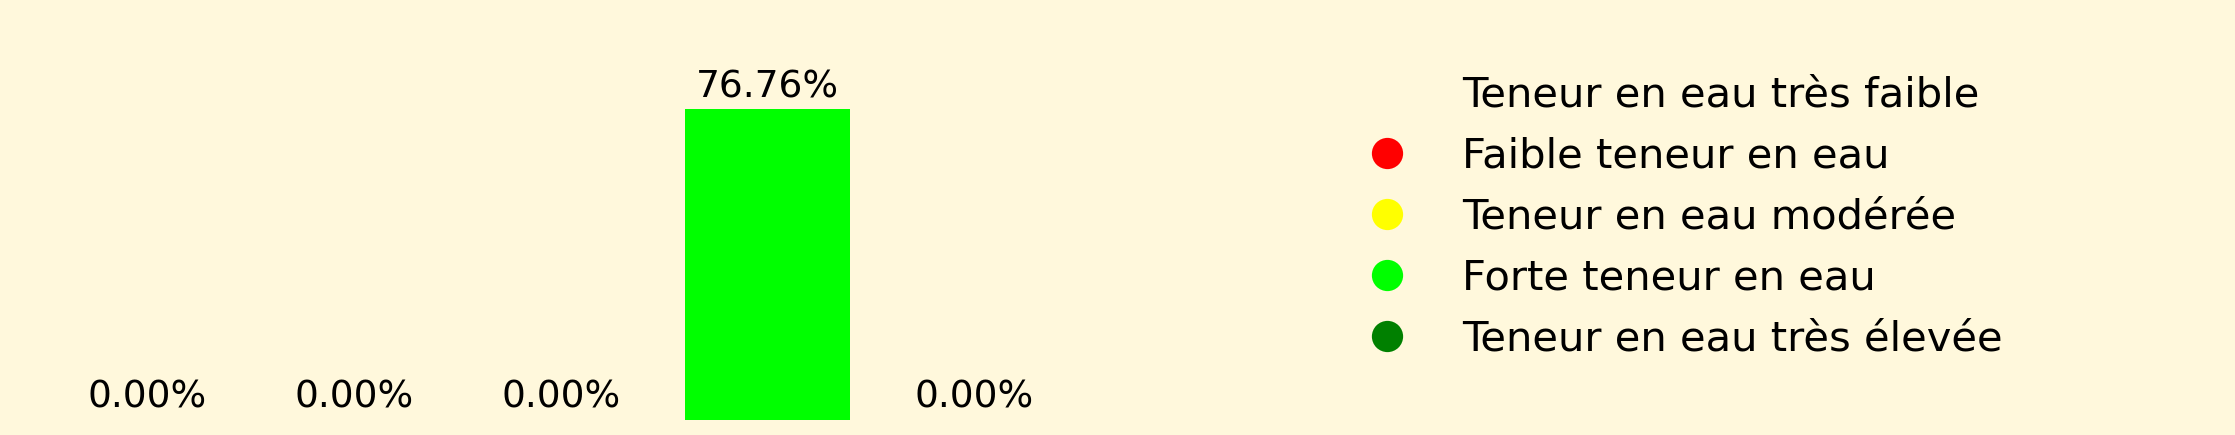 76.76%
0.00%
0.00%
0.00%
0.00%
Teneur en eau très faible
Faible teneur en eau
Teneur en eau modérée
Forte teneur en eau
Teneur en eau très élevée